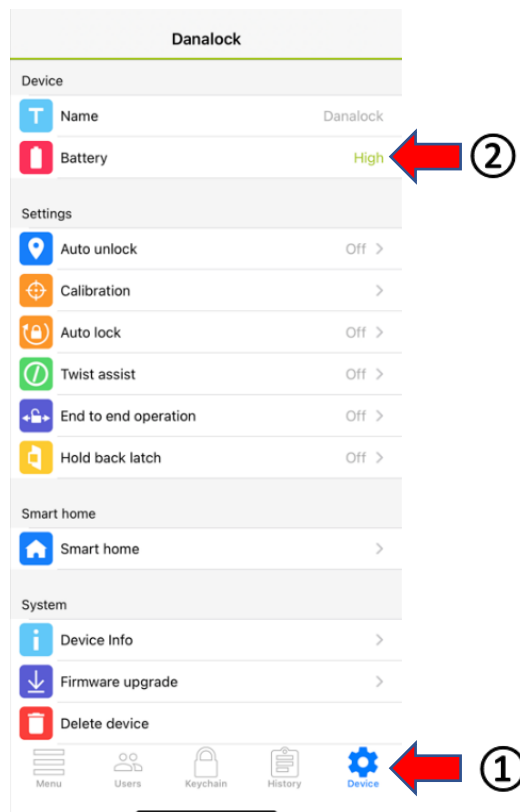 Danalock
Device
Name Danalock
Battery High
②
Settings
Auto unlock Off
Calibration
Auto lock Off
Twist assist Off
End to end operation Off
Hold back latch Off
Smart home
Smart home
System
Device Info
Firmware upgrade
Delete device
Menu Users Keychain History Device
①